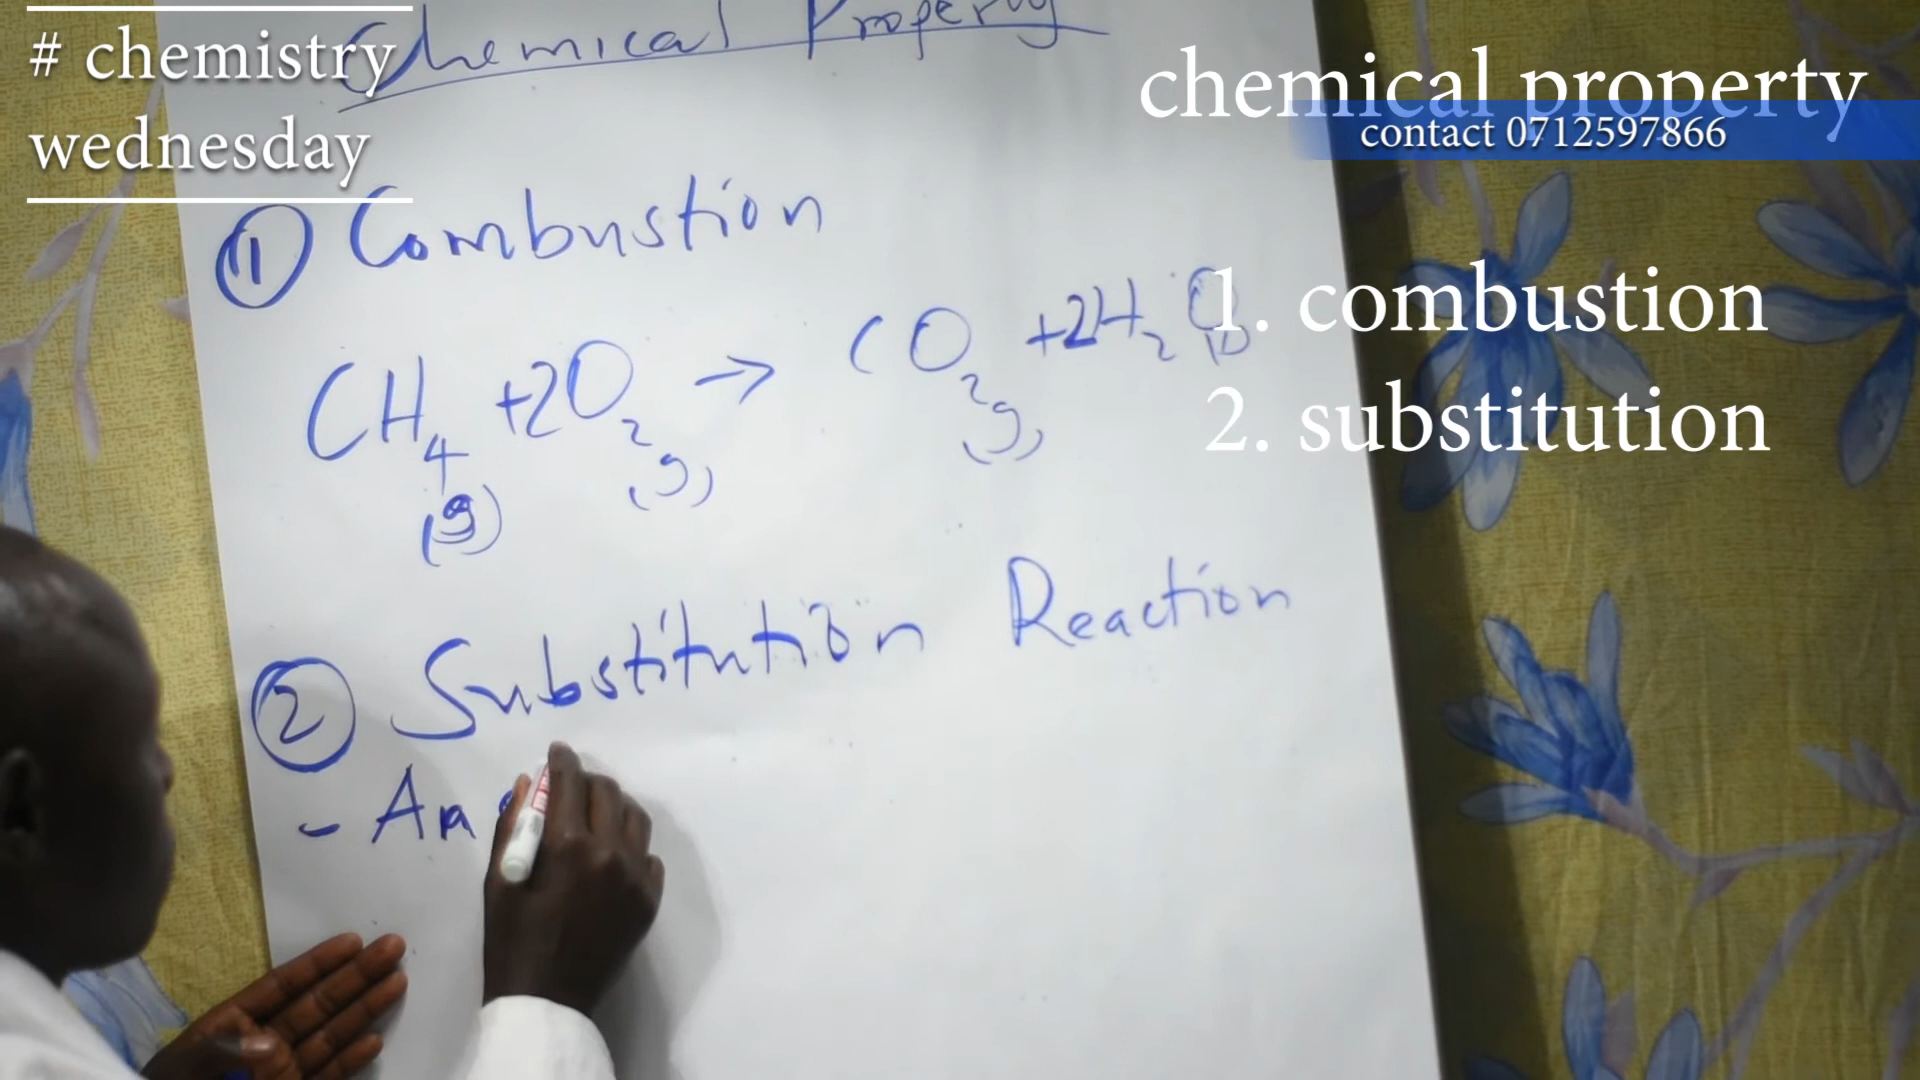 # chemistry
wednesday
chemical property
contact 0712597866
1. combustion
2. substitution
Chemical Property
① Combustion
CH₄(g) + 2O₂(g) → CO₂(g) + 2H₂O(l)
② Substitution Reaction